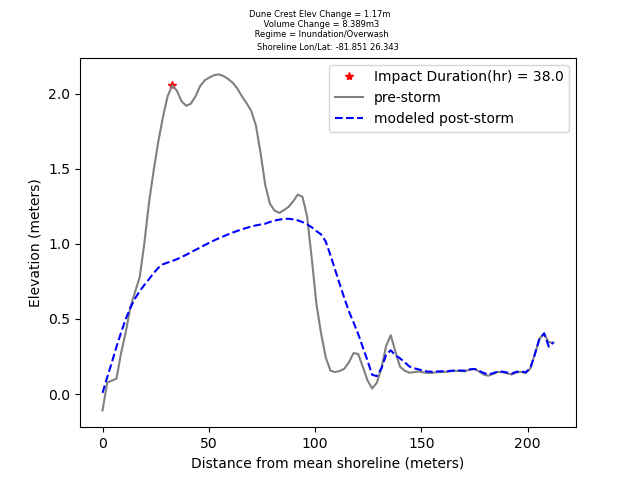 Dune Crest Elev Change = 1.17m
Volume Change = 8.389m3
Regime = Inundation/Overwash
Shoreline Lon/Lat: -81.851 26.343
Impact Duration(hr) = 38.0
pre-storm
modeled post-storm
Elevation (meters)
2.0
1.5
1.0
0.5
0.0
0 50 100 150 200
Distance from mean shoreline (meters)